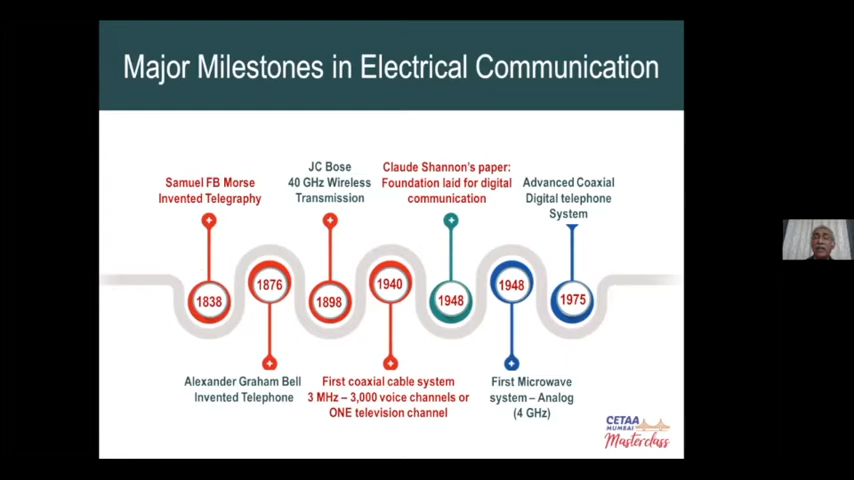 Major Milestones in Electrical Communication
Samuel FB Morse
Invented Telegraphy
JC Bose
40 GHz Wireless
Transmission
Claude Shannon's paper:
Foundation laid for digital
communication
Advanced Coaxial
Digital telephone
System
1838
1876
1898
1940
1948
1948
1975
Alexander Graham Bell
Invented Telephone
First coaxial cable system
3 MHz – 3,000 voice channels or
ONE television channel
First Microwave
system – Analog
(4 GHz)
CETAA
MUMBAI
Masterclass